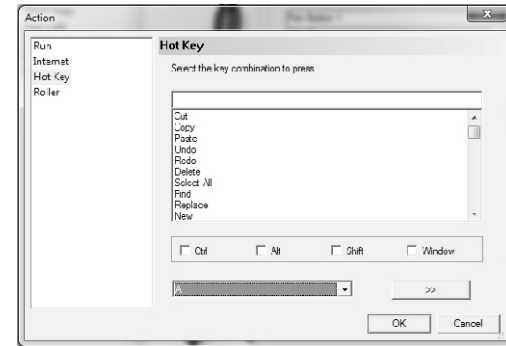 Action
Run
Internet
Hot Key
Roller
Hot Key
Select the key combination to press
Cut
Copy
Paste
Undo
Redo
Delete
Select All
Find
Replace
New
Ctrl
Alt
Shift
Window
A
>>
OK
Cancel